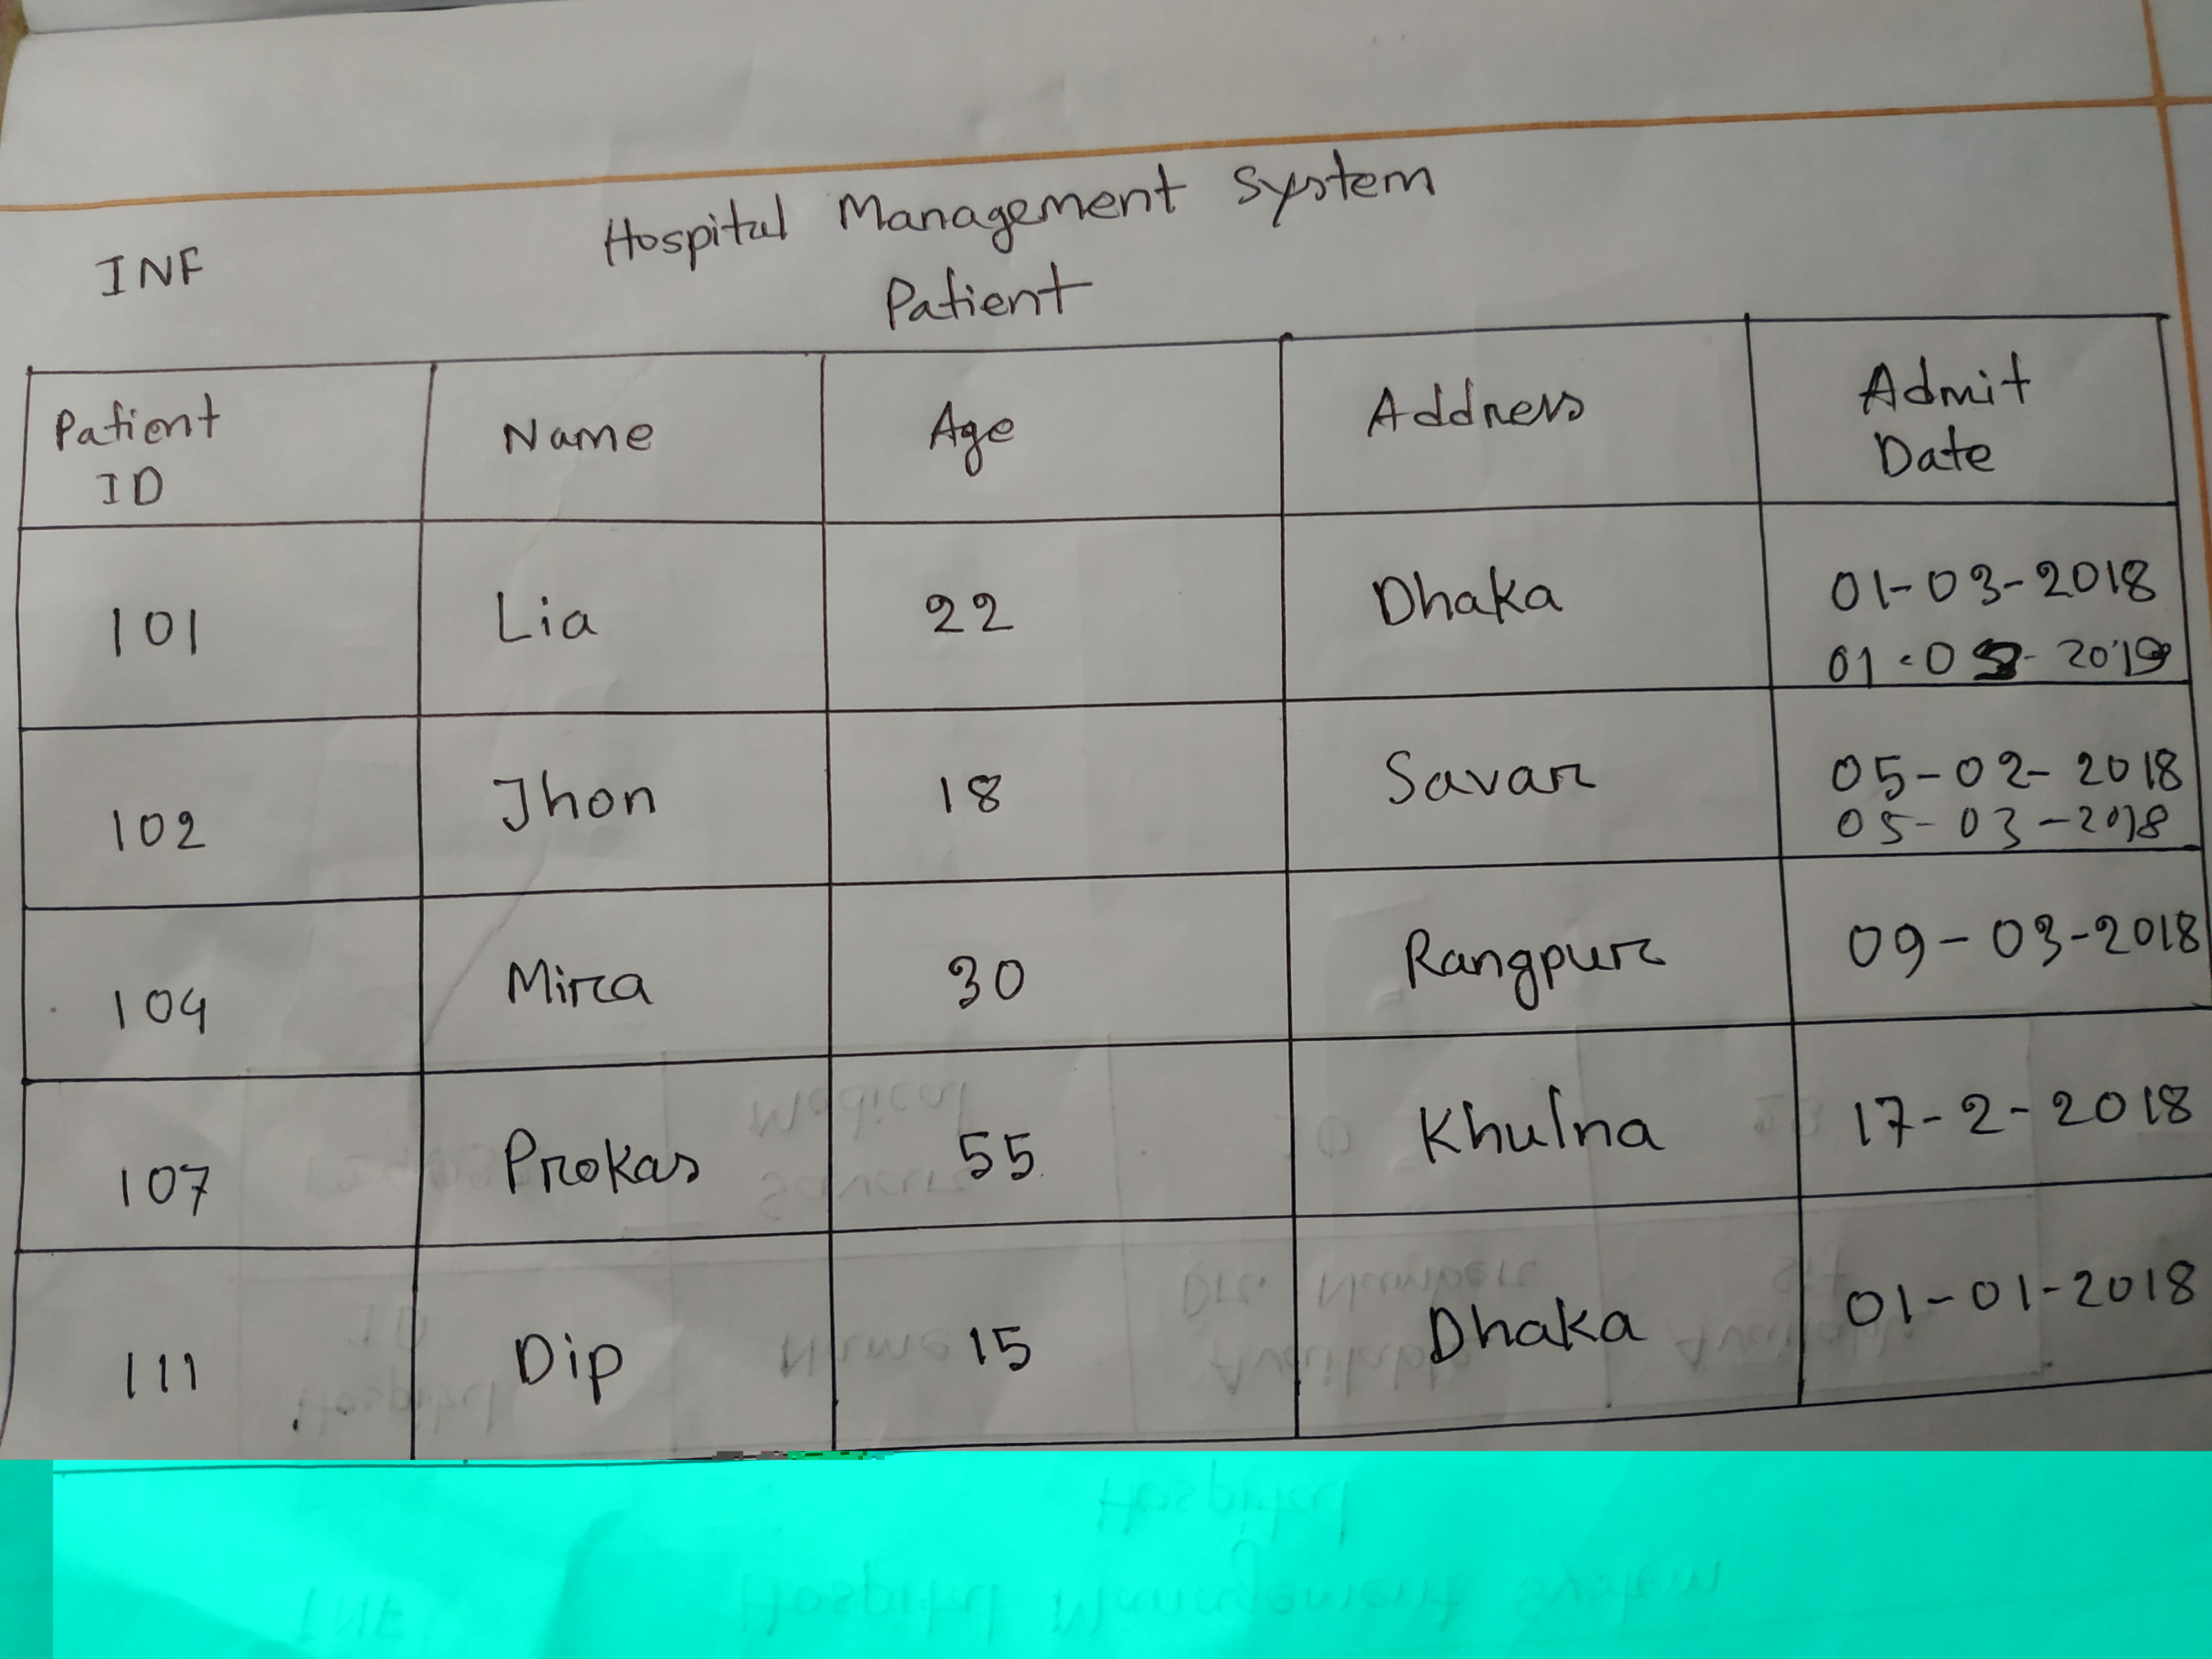 Hospital Management System
INF
Patient
Patient ID Name Age Address Admit Date
101 Lia 22 Dhaka 01-03-2018
01-0 -2019
102 Jhon 18 Savar 05-02-2018
05-03-2018
104 Mira 30 Rangpur 09-03-2018
107 Prokas 55 Khulna 17-2-2018
111 Dip 15 Dhaka 01-01-2018